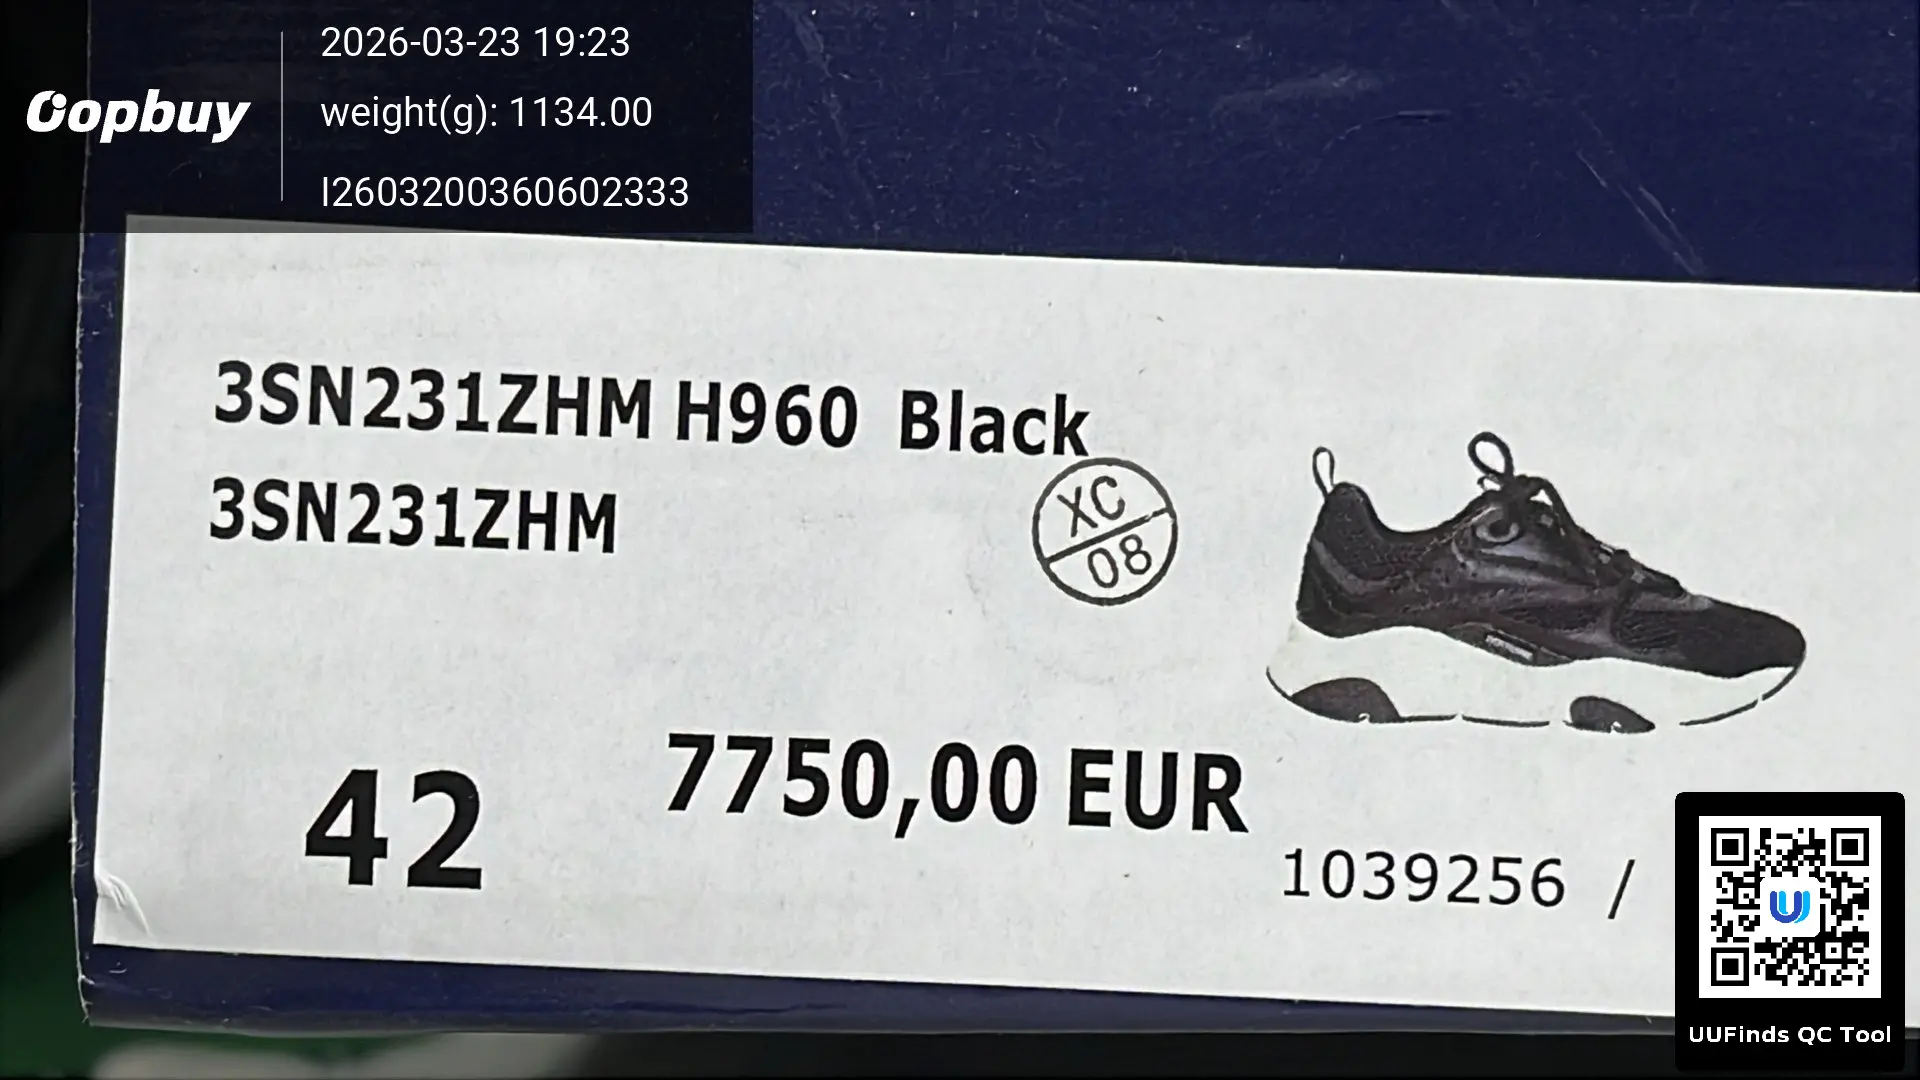 Oopbuy
2026-03-23 19:23
weight(g): 1134.00
I2603200360602333
3SN231ZHM H960 Black
3SN231ZHM
XC
08
42
7750,00 EUR
1039256 /
UUFinds QC Tool